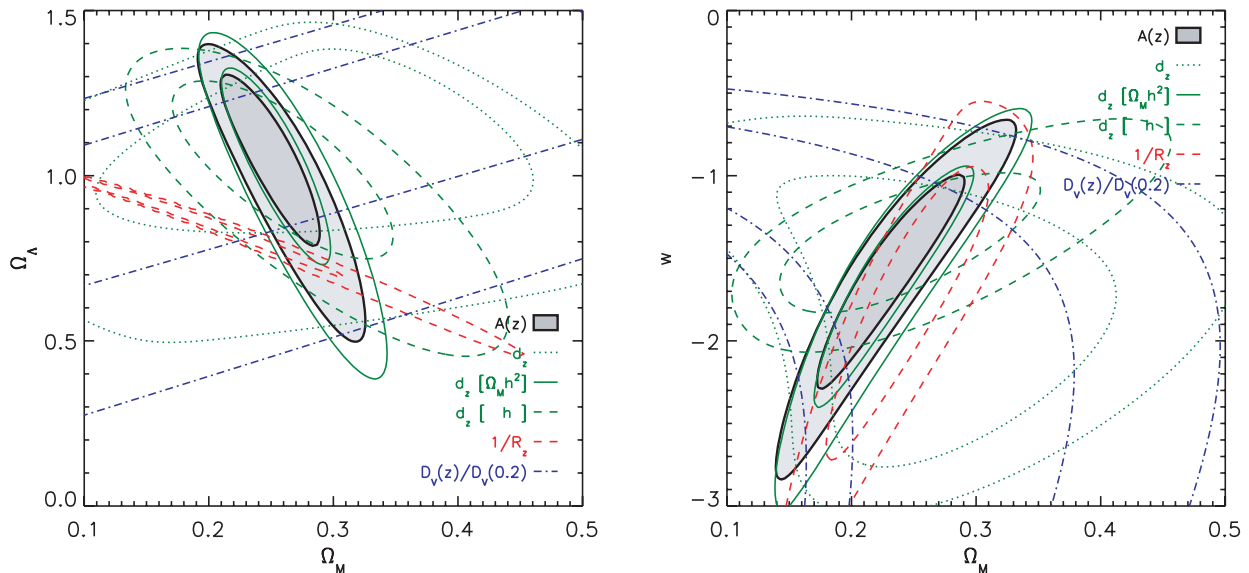 1.5
1.0
0.5
0.0
Ω_Λ
0.1 0.2 0.3 0.4 0.5
Ω_M
A(z)
d_z
d_z [Ω_M h²]
d_z [ h ]
1/R_z
D_V(z)/D_V(0.2)
−0
−1
−2
−3
w
0.1 0.2 0.3 0.4 0.5
Ω_M
A(z)
d_z
d_z [Ω_M h²]
d_z [ h ]
1/R_z
D_V(z)/D_V(0.2)